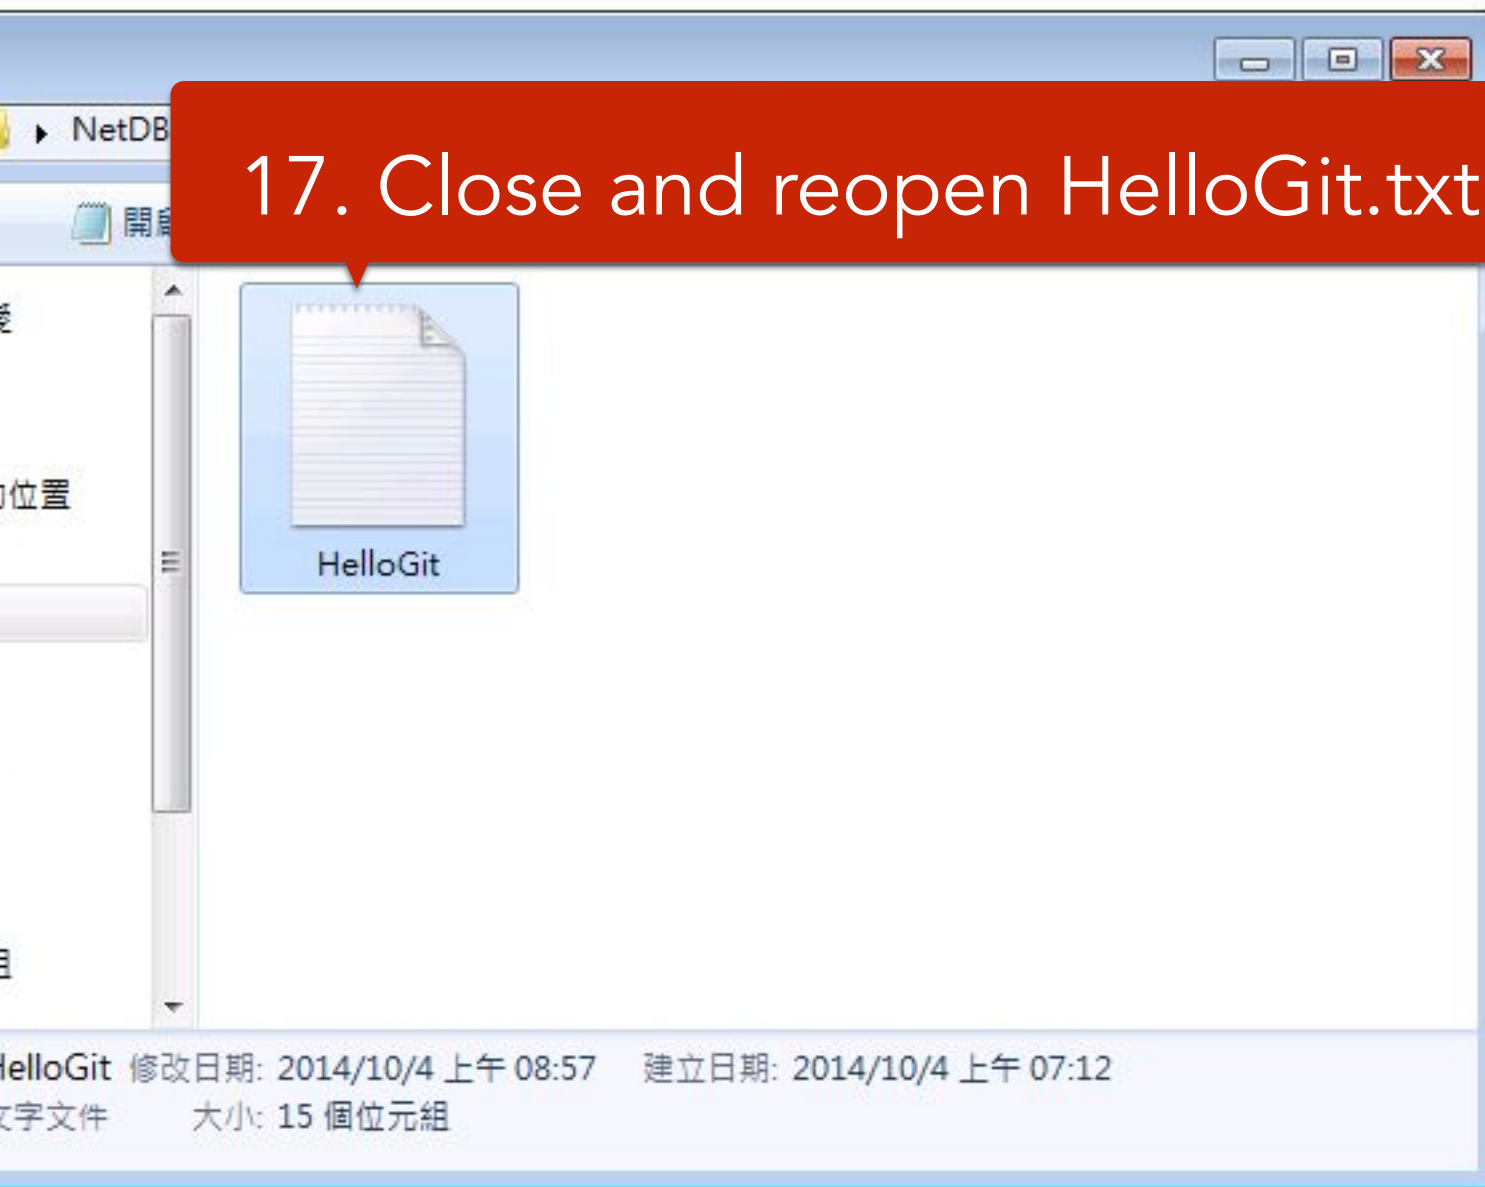 NetDB
17. Close and reopen HelloGit.txt
開
位置
HelloGit
HelloGit 修改日期: 2014/10/4 上午 08:57 建立日期: 2014/10/4 上午 07:12
文字文件 大小: 15 個位元組